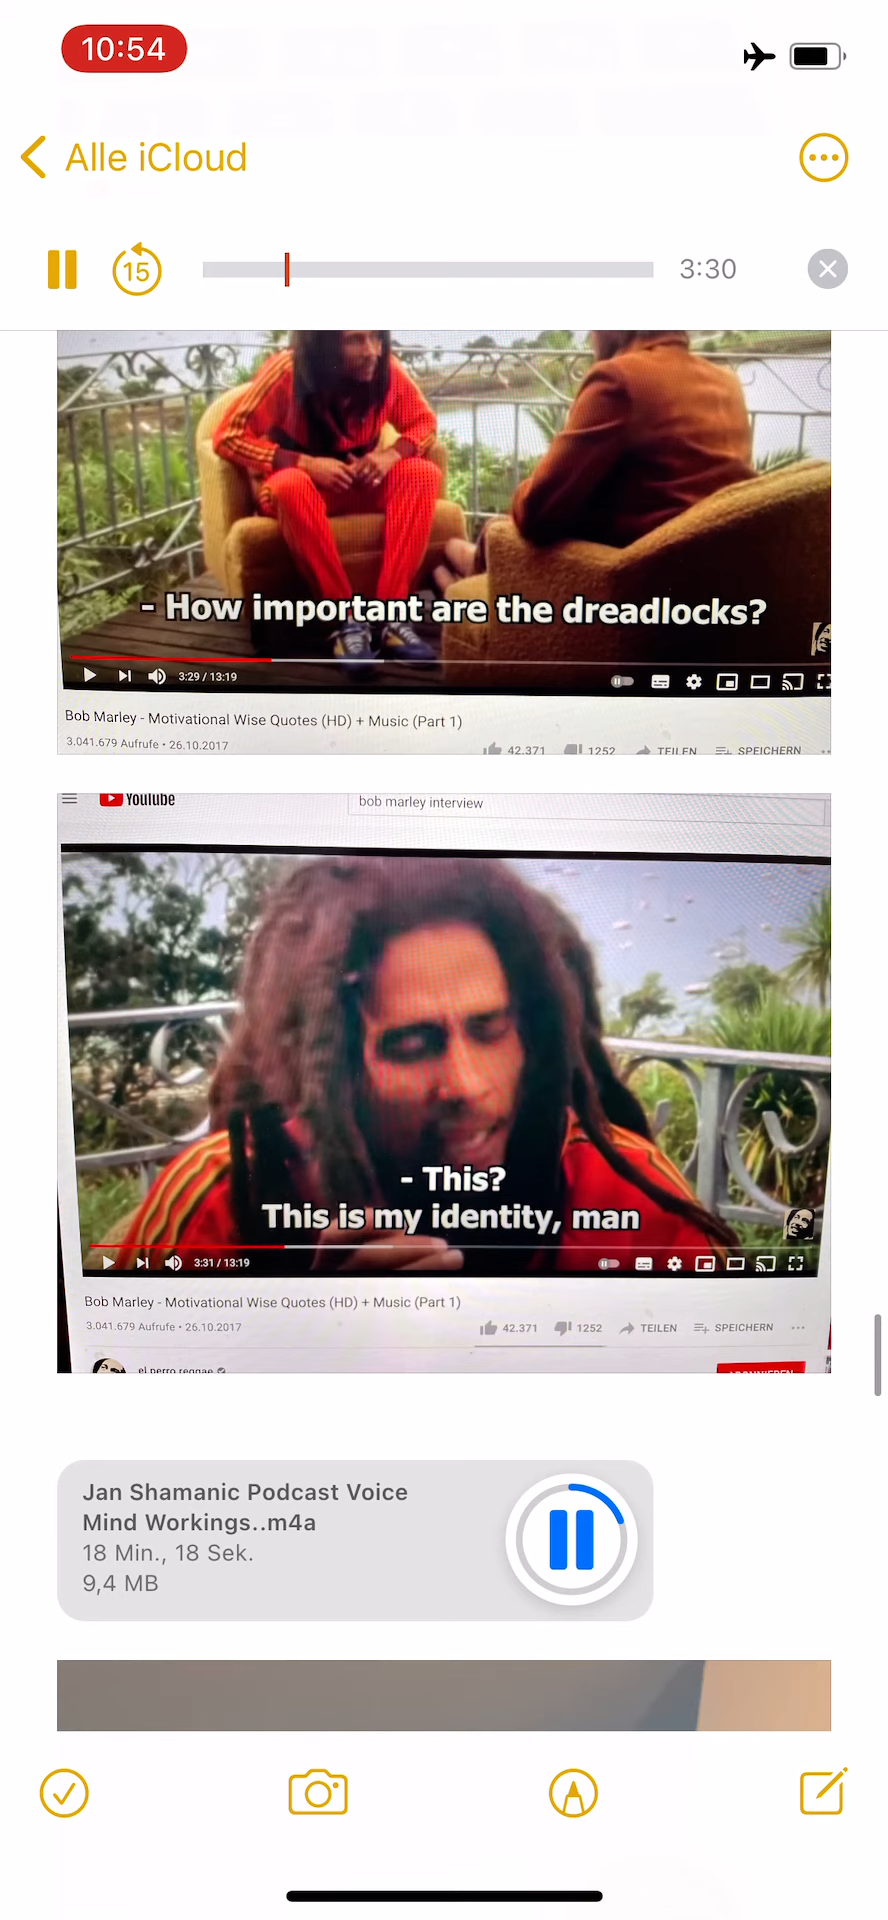 10:54
Alle iCloud
15
3:30
- How important are the dreadlocks?
3:29 / 13:19
Bob Marley - Motivational Wise Quotes (HD) + Music (Part 1)
3.041.679 Aufrufe • 26.10.2017
42.371 1252 TEILEN SPEICHERN
YouTube
bob marley interview
- This?
This is my identity, man
3:31 / 13:19
Bob Marley - Motivational Wise Quotes (HD) + Music (Part 1)
3.041.679 Aufrufe • 26.10.2017
42.371 1252 TEILEN SPEICHERN
el perro reggae
ABONNIEREN
Jan Shamanic Podcast Voice
Mind Workings..m4a
18 Min., 18 Sek.
9,4 MB